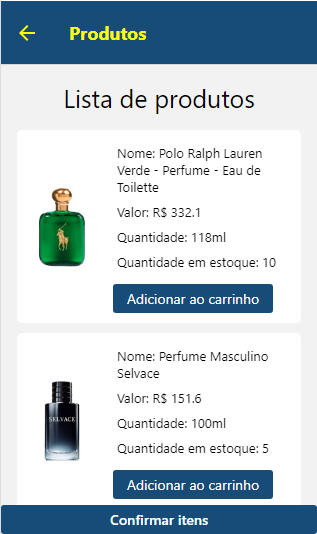 Produtos
Lista de produtos
Nome: Polo Ralph Lauren
Verde - Perfume - Eau de
Toilette
Valor: R$ 332.1
Quantidade: 118ml
Quantidade em estoque: 10
Adicionar ao carrinho
Nome: Perfume Masculino
Selvace
SELVACE
Valor: R$ 151.6
Quantidade: 100ml
Quantidade em estoque: 5
Adicionar ao carrinho
Confirmar itens